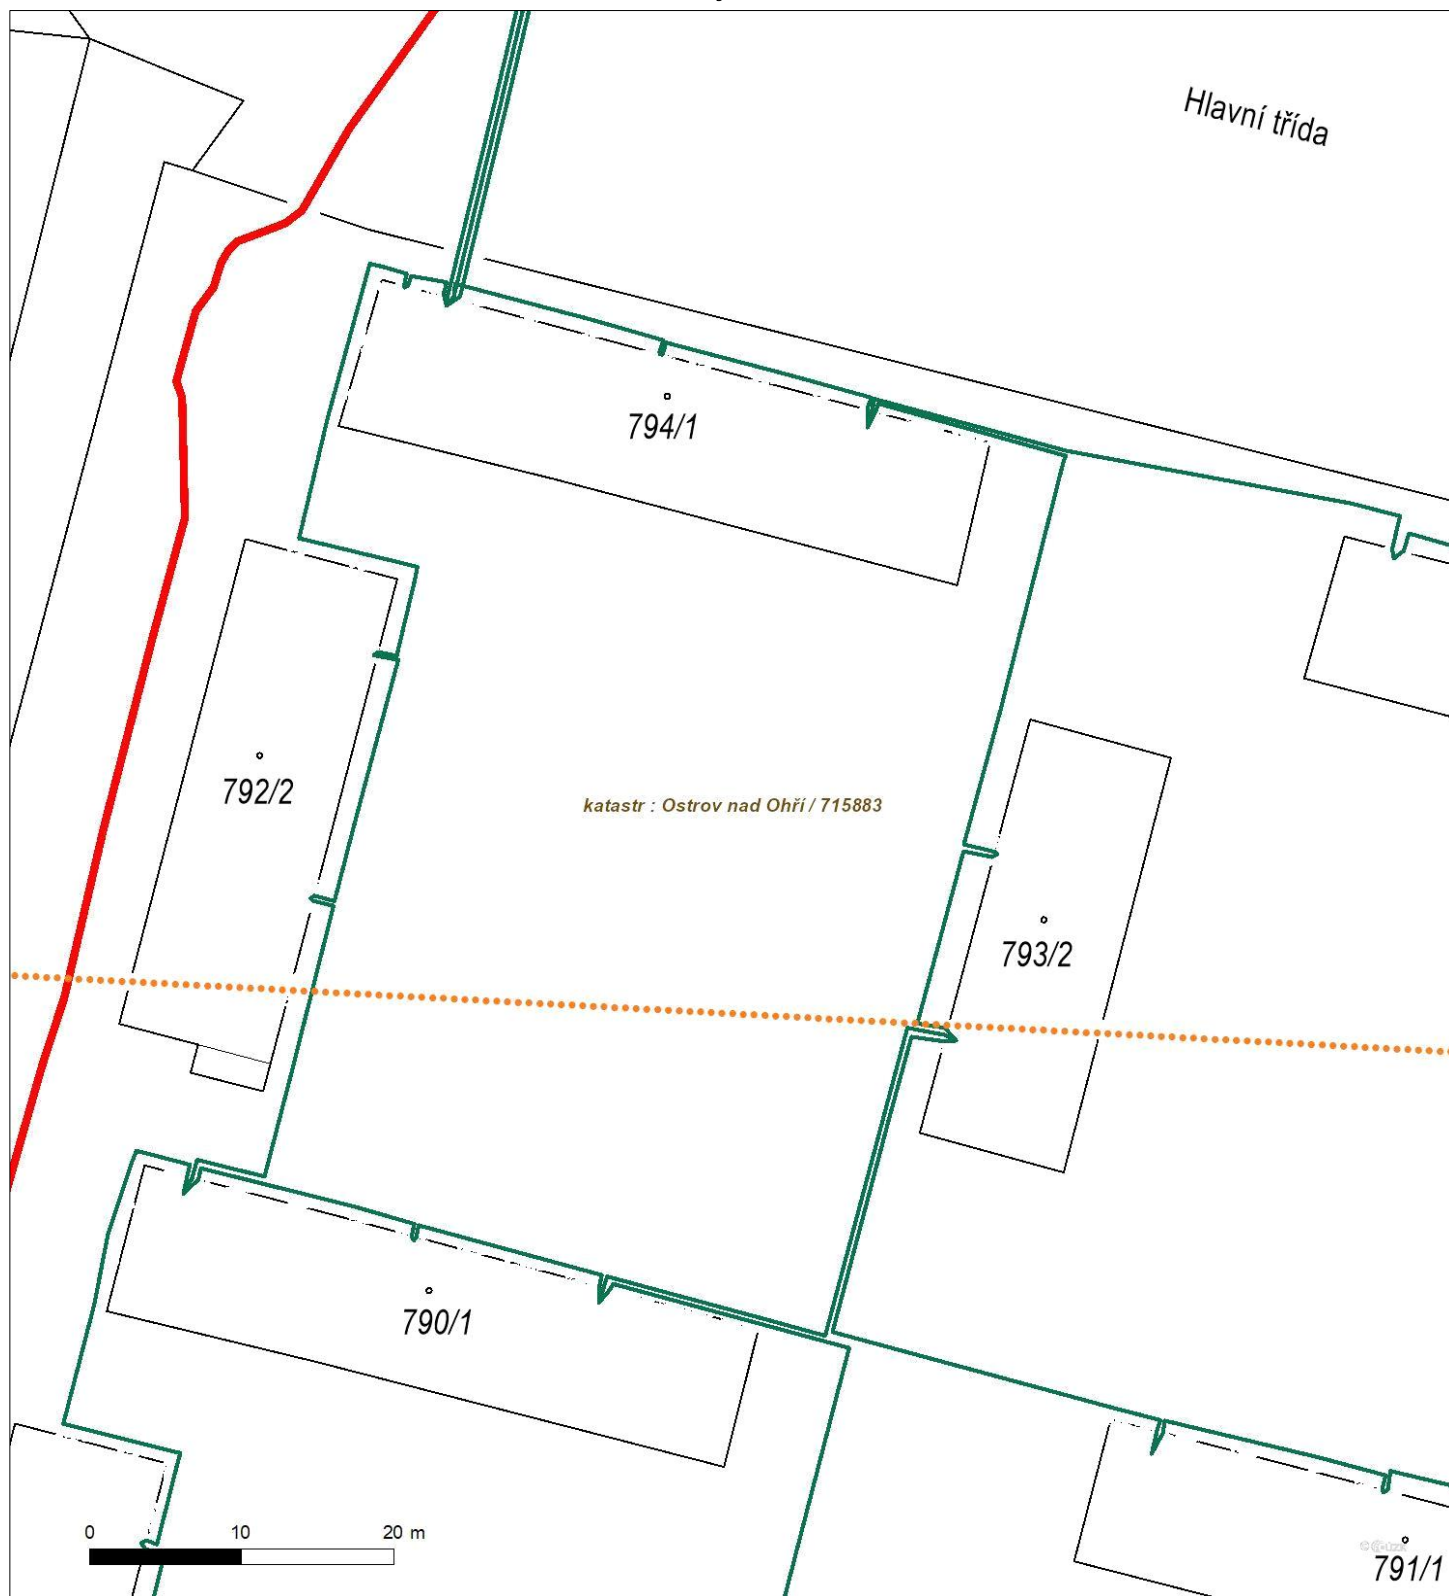 Hlavní třída
794/1
792/2
katastr : Ostrov nad Ohří / 715883
793/2
790/1
0 10 20 m
791/1